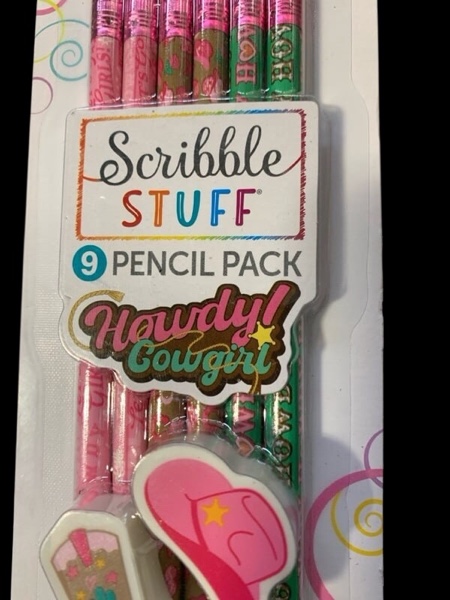 Scribble
STUFF®
9 PENCIL PACK
Howdy!
Cowgirl